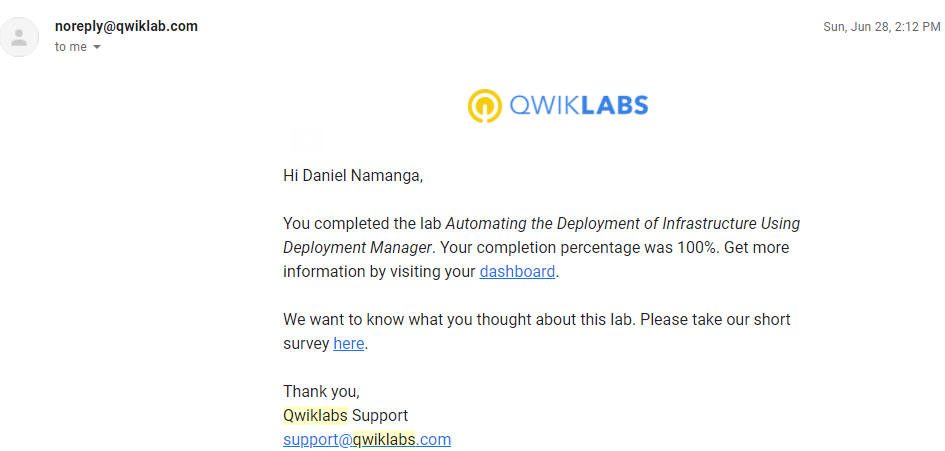 noreply@qwiklab.com
Sun, Jun 28, 2:12 PM
to me
QWIKLABS
Hi Daniel Namanga,
You completed the lab Automating the Deployment of Infrastructure Using
Deployment Manager. Your completion percentage was 100%. Get more
information by visiting your dashboard.
We want to know what you thought about this lab. Please take our short
survey here.
Thank you,
Qwiklabs Support
support@qwiklabs.com